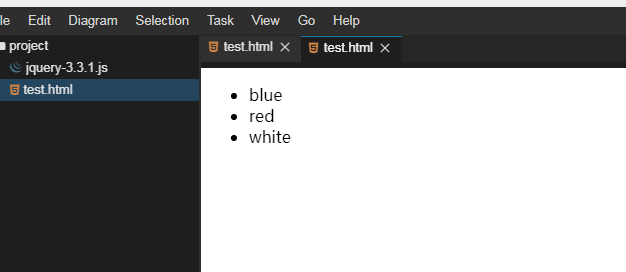 le Edit Diagram Selection Task View Go Help
project
jquery-3.3.1.js
test.html
test.html test.html
blue
red
white